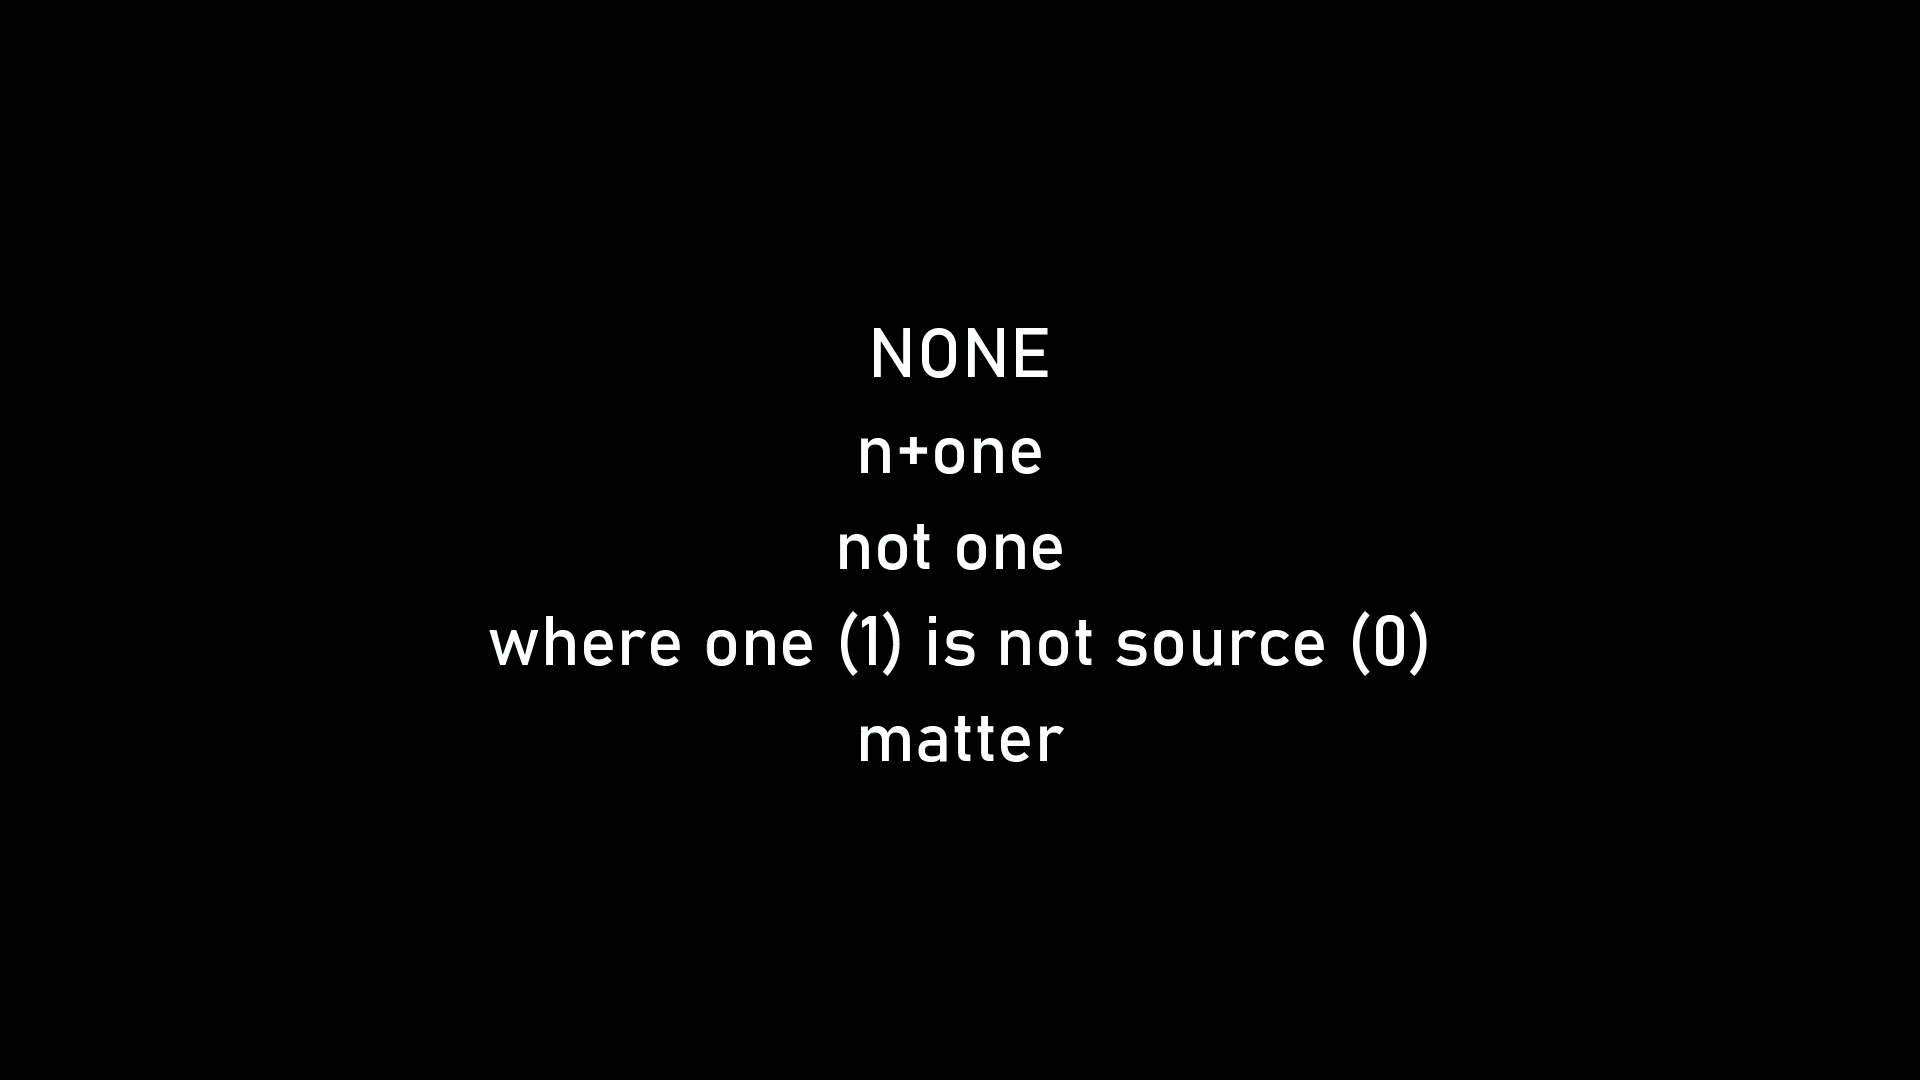 NONE
n+one
not one
where one (1) is not source (0)
matter